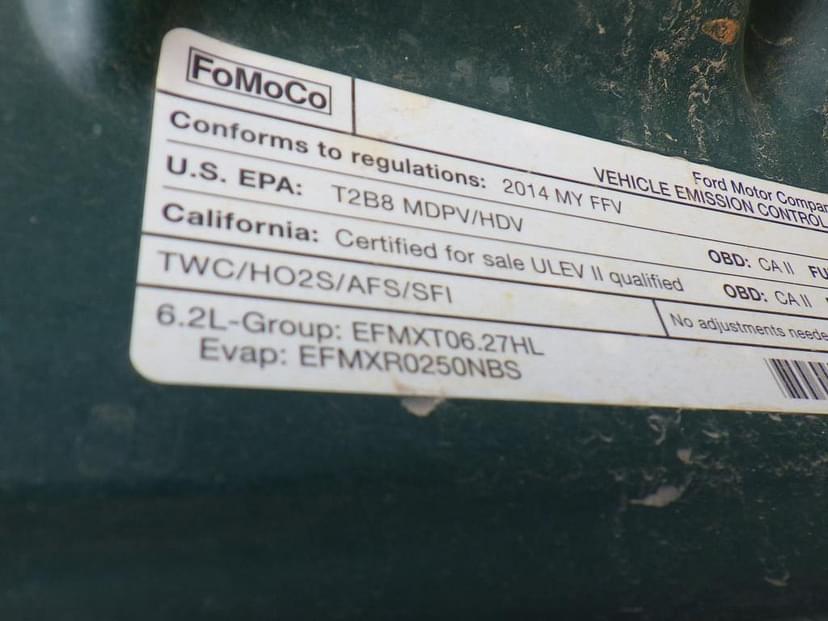 FoMoCo
Ford Motor
VEHICLE EMISSION CONTROL
Conforms to regulations: 2014 MY FFV
U.S. EPA: T2B8 MDPV/HDV OBD: CA II
California: Certified for sale ULEV II qualified OBD: CA II
TWC/HO2S/AFS/SFI No adjustments
6.2L-Group: EFMXT06.27HL
Evap: EFMXR0250NBS